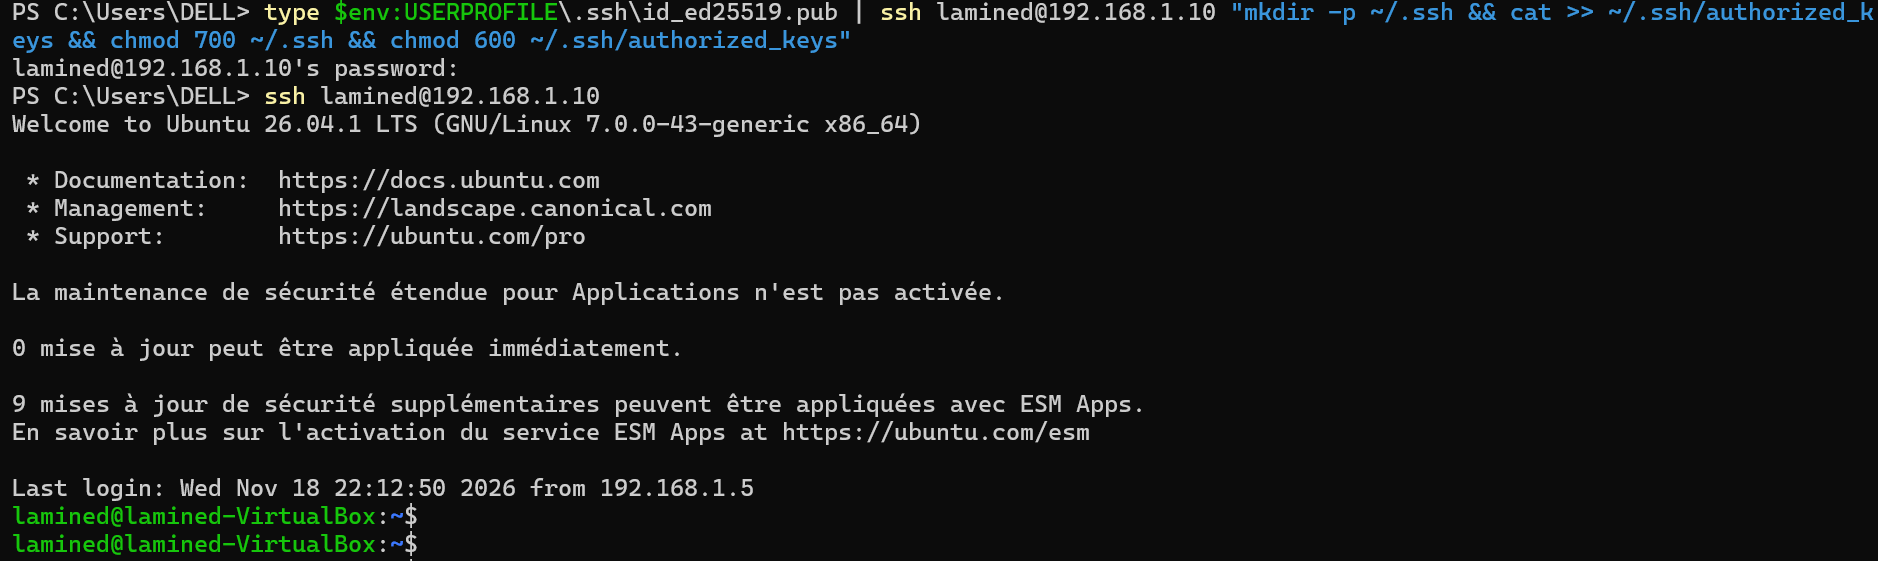 PS C:\Users\DELL> type $env:USERPROFILE\.ssh\id_ed25519.pub | ssh lamined@192.168.1.10 "mkdir -p ~/.ssh && cat >> ~/.ssh/authorized_k
eys && chmod 700 ~/.ssh && chmod 600 ~/.ssh/authorized_keys"
lamined@192.168.1.10's password:
PS C:\Users\DELL> ssh lamined@192.168.1.10
Welcome to Ubuntu 26.04.1 LTS (GNU/Linux 7.0.0-43-generic x86_64)

 * Documentation:  https://docs.ubuntu.com
 * Management:     https://landscape.canonical.com
 * Support:        https://ubuntu.com/pro

La maintenance de sécurité étendue pour Applications n'est pas activée.

0 mise à jour peut être appliquée immédiatement.

9 mises à jour de sécurité supplémentaires peuvent être appliquées avec ESM Apps.
En savoir plus sur l'activation du service ESM Apps at https://ubuntu.com/esm

Last login: Wed Nov 18 22:12:50 2026 from 192.168.1.5
lamined@lamined-VirtualBox:~$
lamined@lamined-VirtualBox:~$